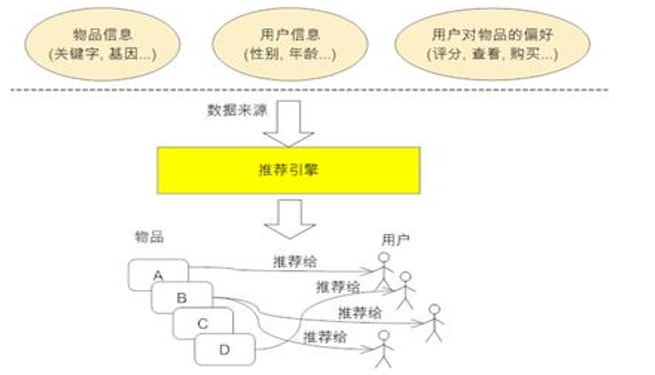 物品信息
(关键字, 基因...)
用户信息
(性别, 年龄...)
用户对物品的偏好
(评分, 查看, 购买...)
数据来源
推荐引擎
物品
用户
推荐给
A
推荐给
B
推荐给
C
推荐给
D